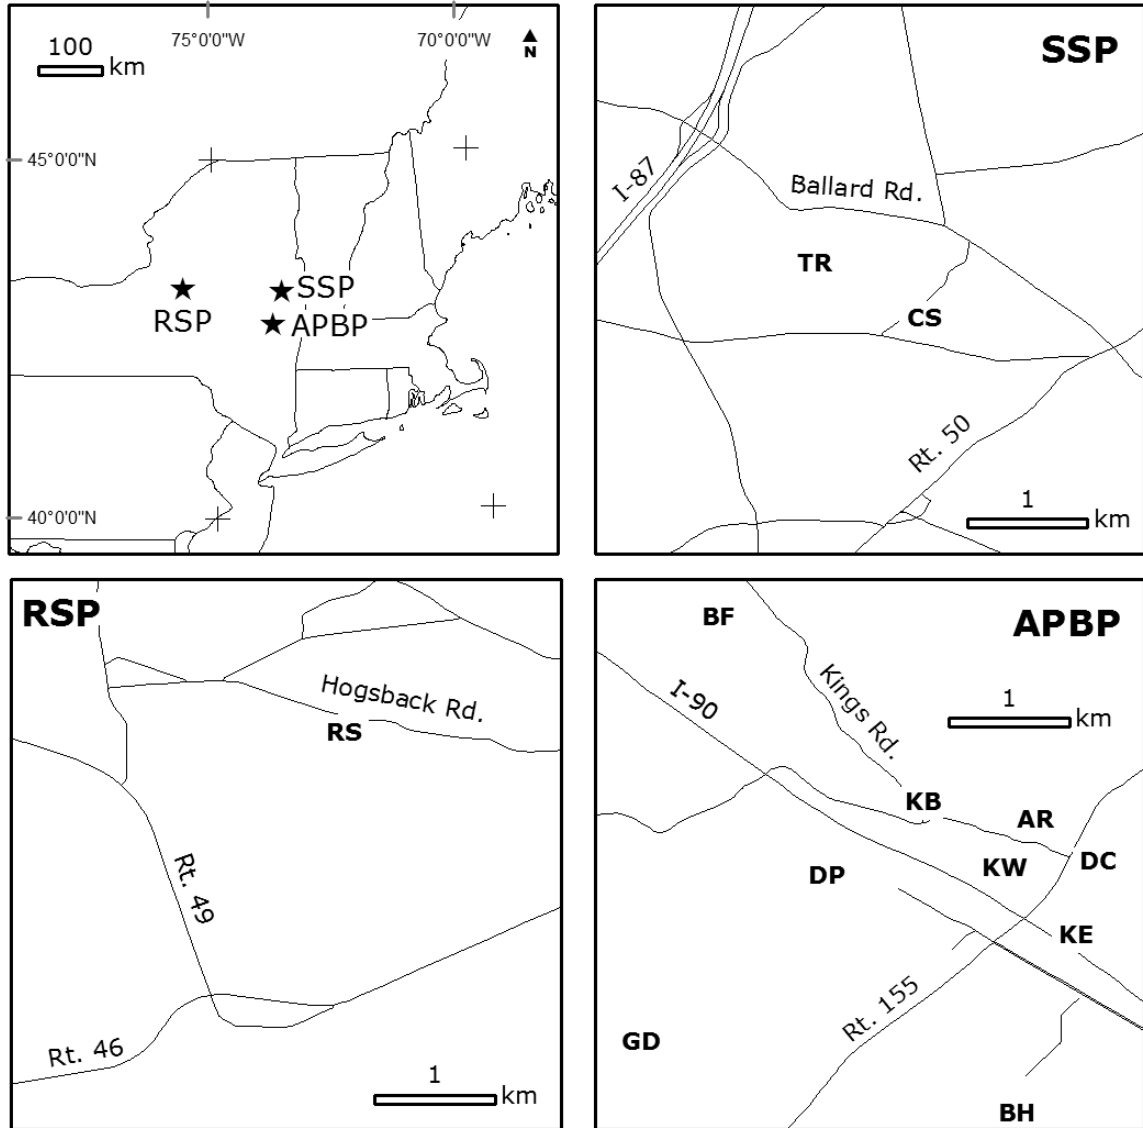 75°0'0"W
70°0'0"W
100
km
N
45°0'0"N
SSP
RSP
APBP
40°0'0"N
SSP
I-87
Ballard Rd.
TR
CS
Rt. 50
1
km
RSP
Hogsback Rd.
RS
Rt. 49
Rt. 46
1
km
APBP
BF
I-90
Kings Rd.
1
km
KB
AR
DP
KW
DC
KE
Rt. 155
GD
BH